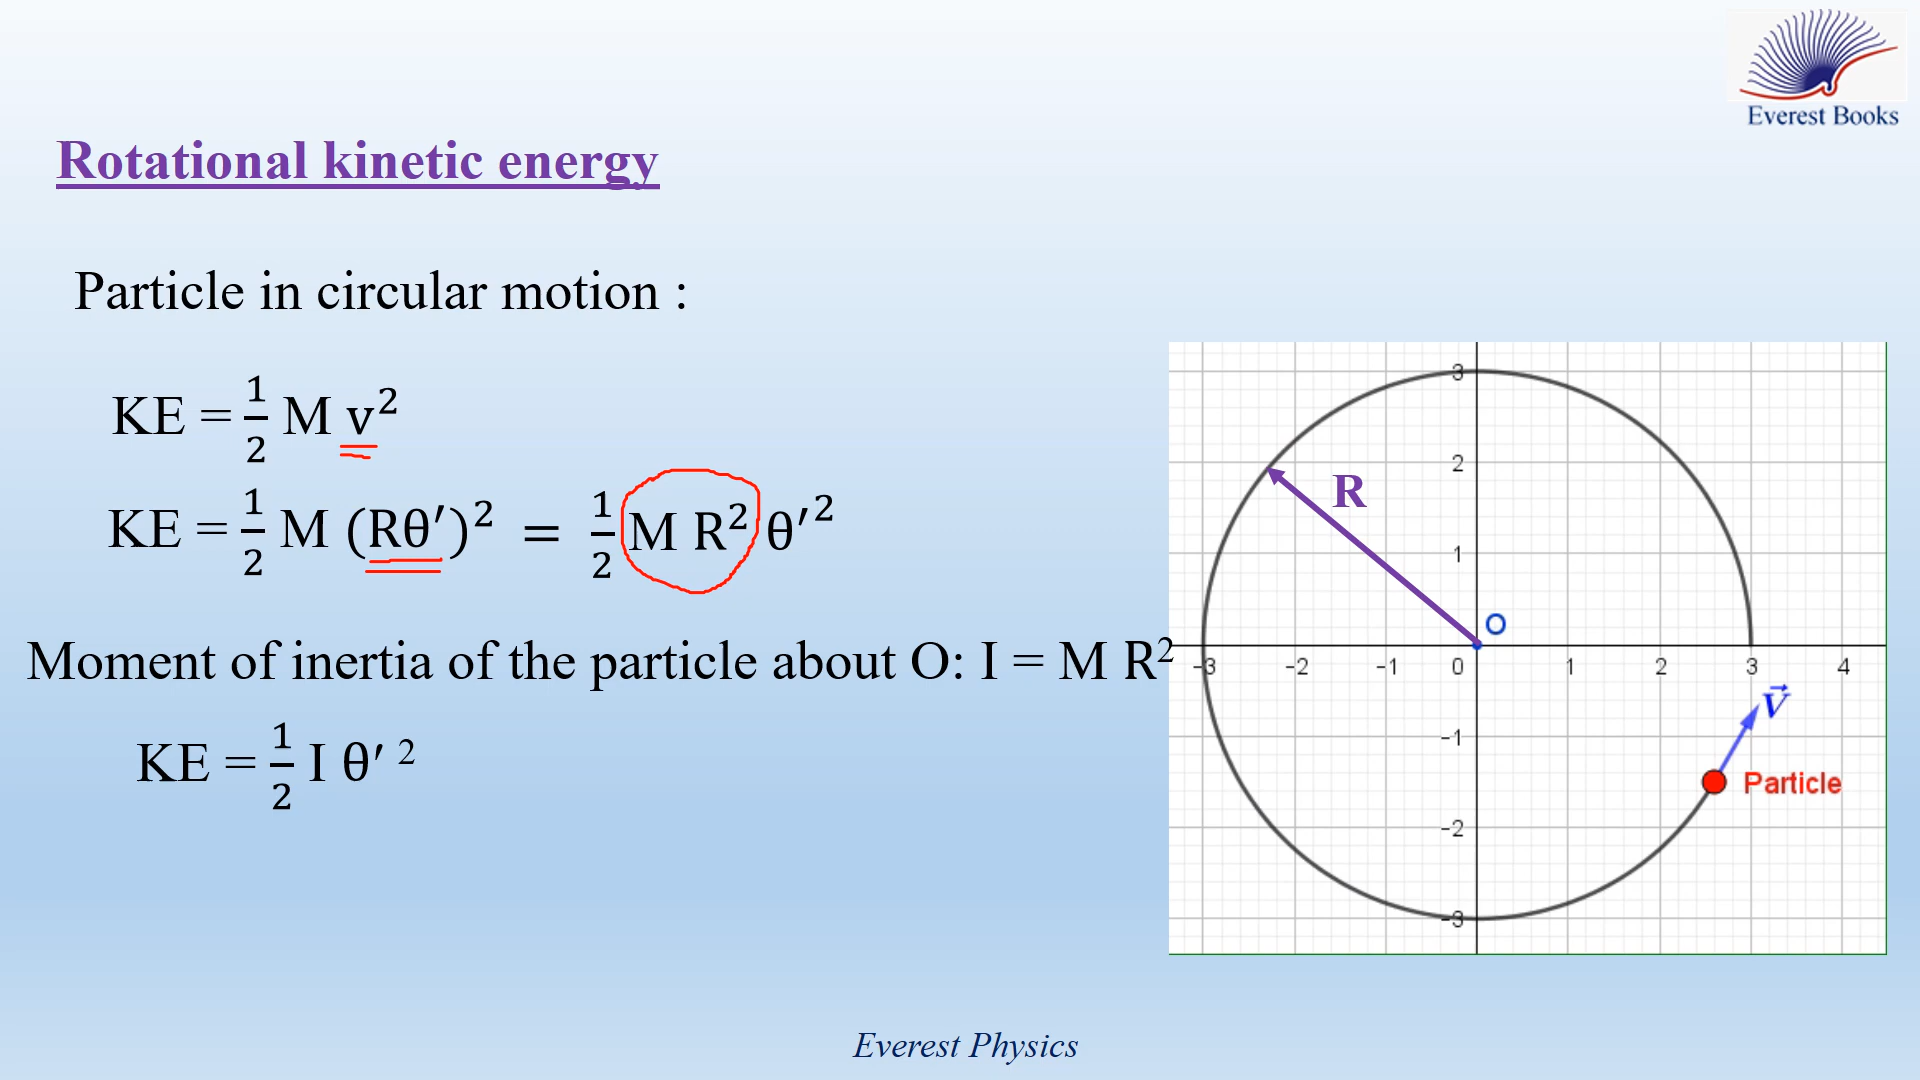 Everest Books
Rotational kinetic energy
Particle in circular motion :
KE = 1/2 M v²
KE = 1/2 M (Rθ′)² = 1/2 M R² θ′²
Moment of inertia of the particle about O: I = M R²
KE = 1/2 I θ′ ²
3
2
R
1
O
-3 -2 -1 0 1 2 3 4
V⃗
-1
Particle
-2
-3
Everest Physics